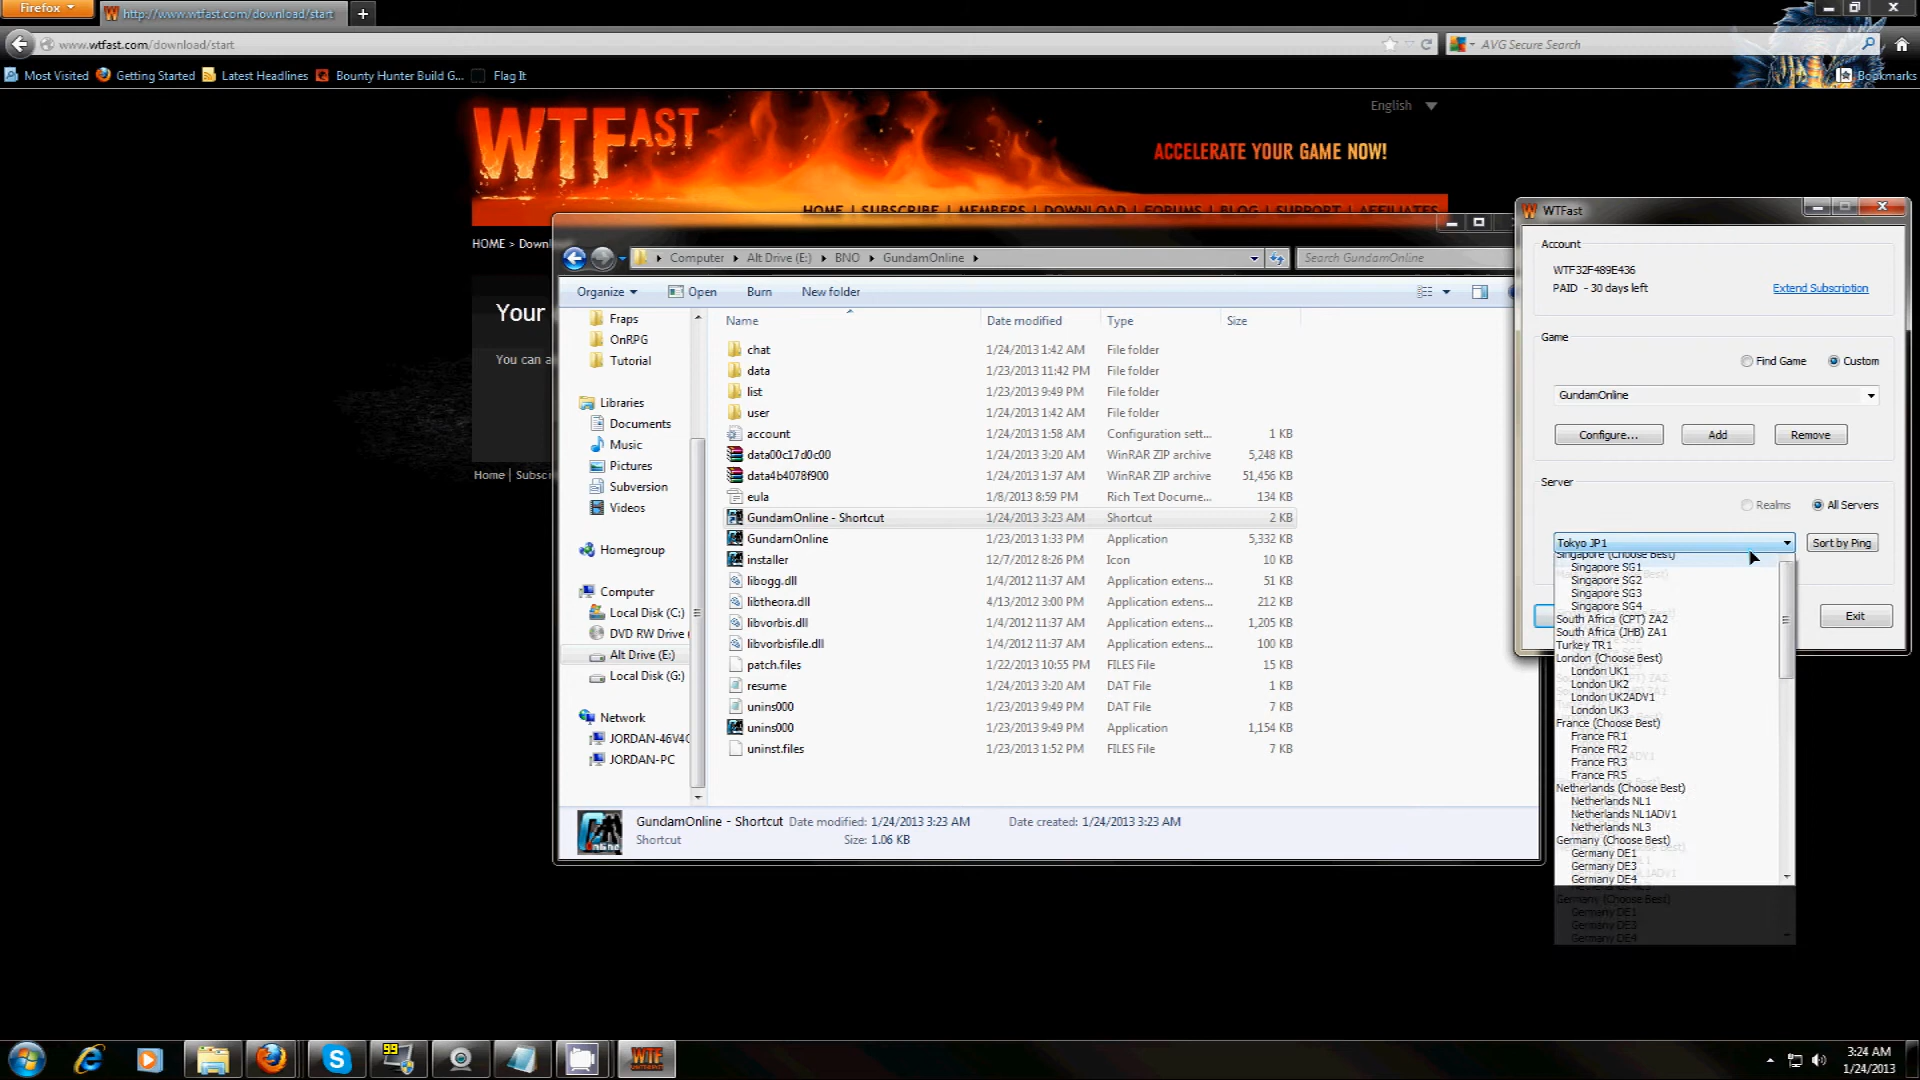 Firefox
http://www.wtfast.com/download/start
www.wtfast.com/download/start
AVG Secure Search
Most Visited
Getting Started
Latest Headlines
Bounty Hunter Build G...
Flag It
Bookmarks
English
WTFAST
ACCELERATE YOUR GAME NOW!
HOME | SUBSCRIBE | MEMBERS | DOWNLOAD | FORUMS | BLOG | SUPPORT | AFFILIATES
HOME > Downl
Your
You can a
Home | Subsc
Computer
Alt Drive (E:)
BNO
GundamOnline
Search GundamOnline
Organize
Open
Burn
New folder
Fraps
OnRPG
Tutorial
Libraries
Documents
Music
Pictures
Subversion
Videos
Homegroup
Computer
Local Disk (C:)
DVD RW Drive
Alt Drive (E:)
Local Disk (G:)
Network
JORDAN-46V4C
JORDAN-PC
Name Date modified Type Size
chat 1/24/2013 1:42 AM File folder
data 1/23/2013 11:42 PM File folder
list 1/23/2013 9:49 PM File folder
user 1/24/2013 1:42 AM File folder
account 1/24/2013 1:58 AM Configuration sett... 1 KB
data00c17d0c00 1/24/2013 3:20 AM WinRAR ZIP archive 5,248 KB
data4b4078f900 1/24/2013 1:37 AM WinRAR ZIP archive 51,456 KB
eula 1/8/2013 8:59 PM Rich Text Docume... 134 KB
GundamOnline - Shortcut 1/24/2013 3:23 AM Shortcut 2 KB
GundamOnline 1/23/2013 1:33 PM Application 5,332 KB
installer 12/7/2012 8:26 PM Icon 10 KB
libogg.dll 1/4/2012 11:37 AM Application extens... 51 KB
libtheora.dll 4/13/2012 3:00 PM Application extens... 212 KB
libvorbis.dll 1/4/2012 11:37 AM Application extens... 1,205 KB
libvorbisfile.dll 1/4/2012 11:37 AM Application extens... 100 KB
patch.files 1/22/2013 10:55 PM FILES File 15 KB
resume 1/24/2013 3:20 AM DAT File 1 KB
unins000 1/23/2013 9:49 PM DAT File 7 KB
unins000 1/23/2013 9:49 PM Application 1,154 KB
uninst.files 1/23/2013 1:52 PM FILES File 7 KB
GundamOnline - Shortcut Date modified: 1/24/2013 3:23 AM Date created: 1/24/2013 3:23 AM
Shortcut Size: 1.06 KB
WTFast
Account
WTF32F489E436
PAID - 30 days left
Extend Subscription
Game
Find Game
Custom
GundamOnline
Configure...
Add
Remove
Server
Realms
All Servers
Tokyo JP1
Sort by Ping
Exit
Singapore (Choose Best)
Singapore SG1
Singapore SG2
Singapore SG3
Singapore SG4
South Africa (CPT) ZA2
South Africa (JHB) ZA1
Turkey TR1
London (Choose Best)
London UK1
London UK2
London UK2ADV1
London UK3
France (Choose Best)
France FR1
France FR2
France FR3
France FR5
Netherlands (Choose Best)
Netherlands NL1
Netherlands NL1ADV1
Netherlands NL3
Germany (Choose Best)
Germany DE1
Germany DE3
Germany DE4
Germany (Choose Best)
Germany DE1
Germany DE3
Germany DE4
99
WTF
3:24 AM
1/24/2013